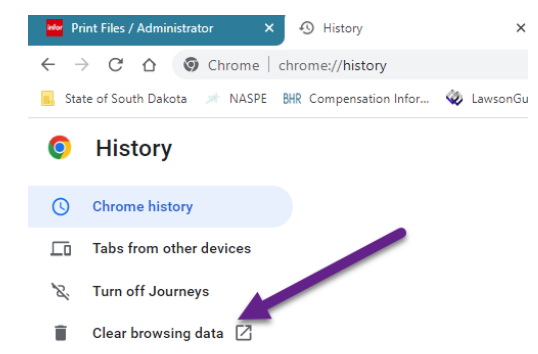 infor Print Files / Administrator × History ×
Chrome | chrome://history
State of South Dakota NASPE BHR Compensation Infor... LawsonGu
History
Chrome history
Tabs from other devices
Turn off Journeys
Clear browsing data